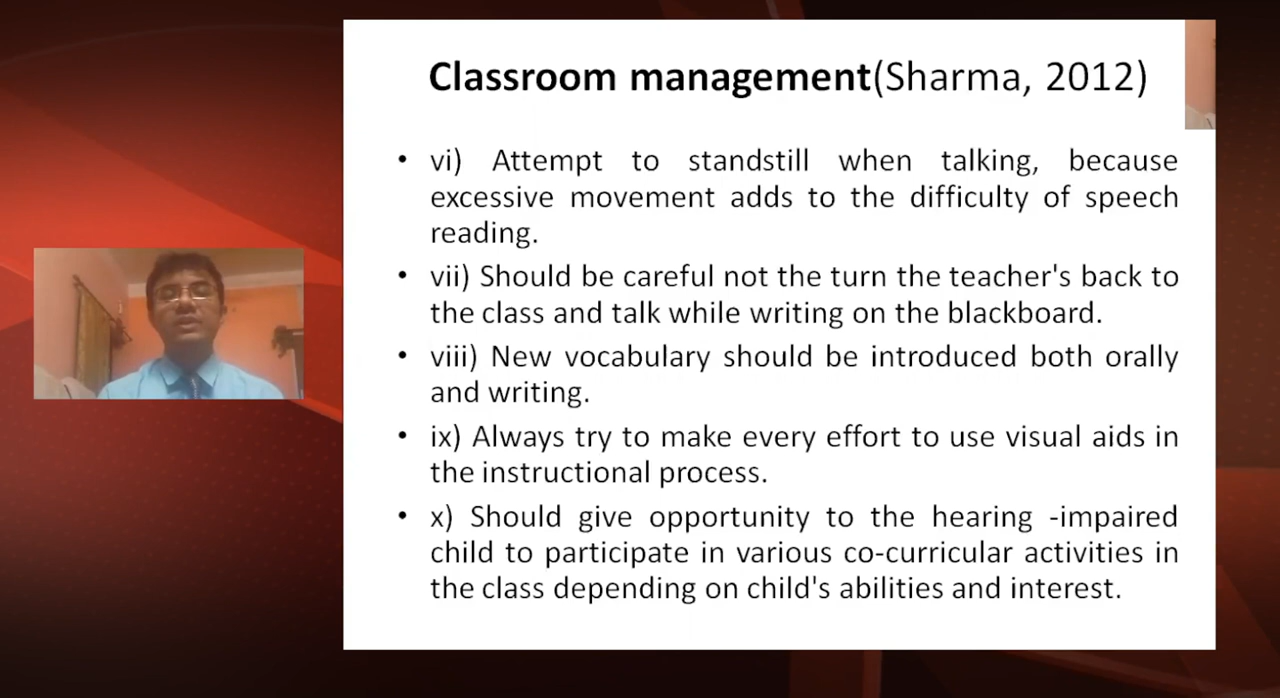 Classroom management(Sharma, 2012)
• vi) Attempt to standstill when talking, because
excessive movement adds to the difficulty of speech
reading.
• vii) Should be careful not the turn the teacher's back to
the class and talk while writing on the blackboard.
• viii) New vocabulary should be introduced both orally
and writing.
• ix) Always try to make every effort to use visual aids in
the instructional process.
• x) Should give opportunity to the hearing -impaired
child to participate in various co-curricular activities in
the class depending on child's abilities and interest.